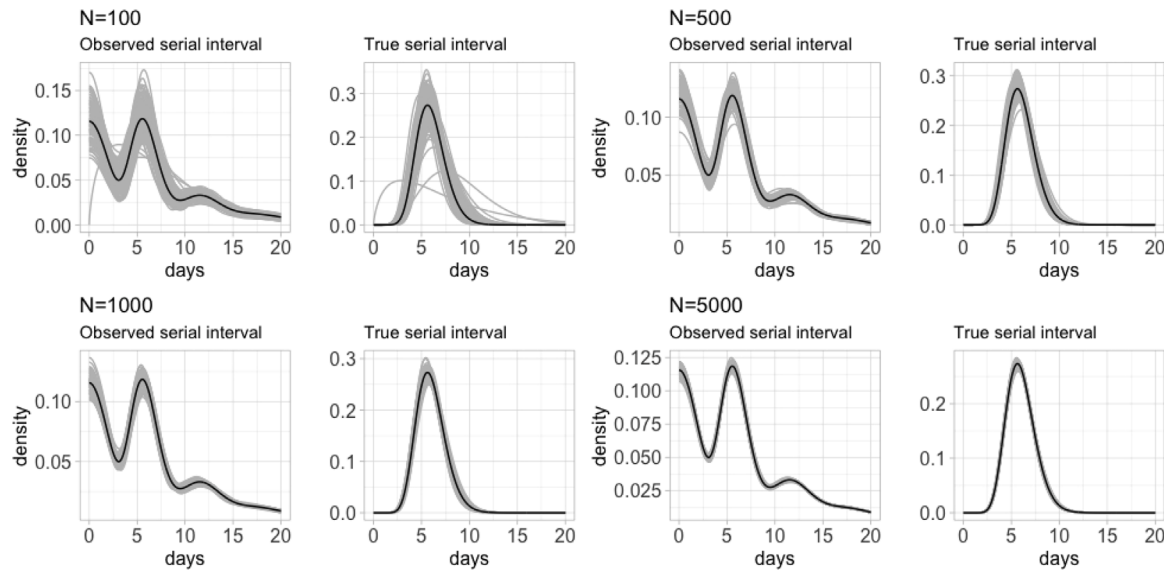 N=100
N=500
Observed serial interval
True serial interval
Observed serial interval
True serial interval
density
0.15
0.10
0.05
0.00
0.3
0.2
0.1
0.0
density
0.10
0.05
0.3
0.2
0.1
0.0
0 5 10 15 20
0 5 10 15 20
0 5 10 15 20
0 5 10 15 20
days
days
days
days
N=1000
N=5000
Observed serial interval
True serial interval
Observed serial interval
True serial interval
density
0.10
0.05
0.3
0.2
0.1
0.0
density
0.125
0.100
0.075
0.050
0.025
0.2
0.1
0.0
0 5 10 15 20
0 5 10 15 20
0 5 10 15 20
0 5 10 15 20
days
days
days
days